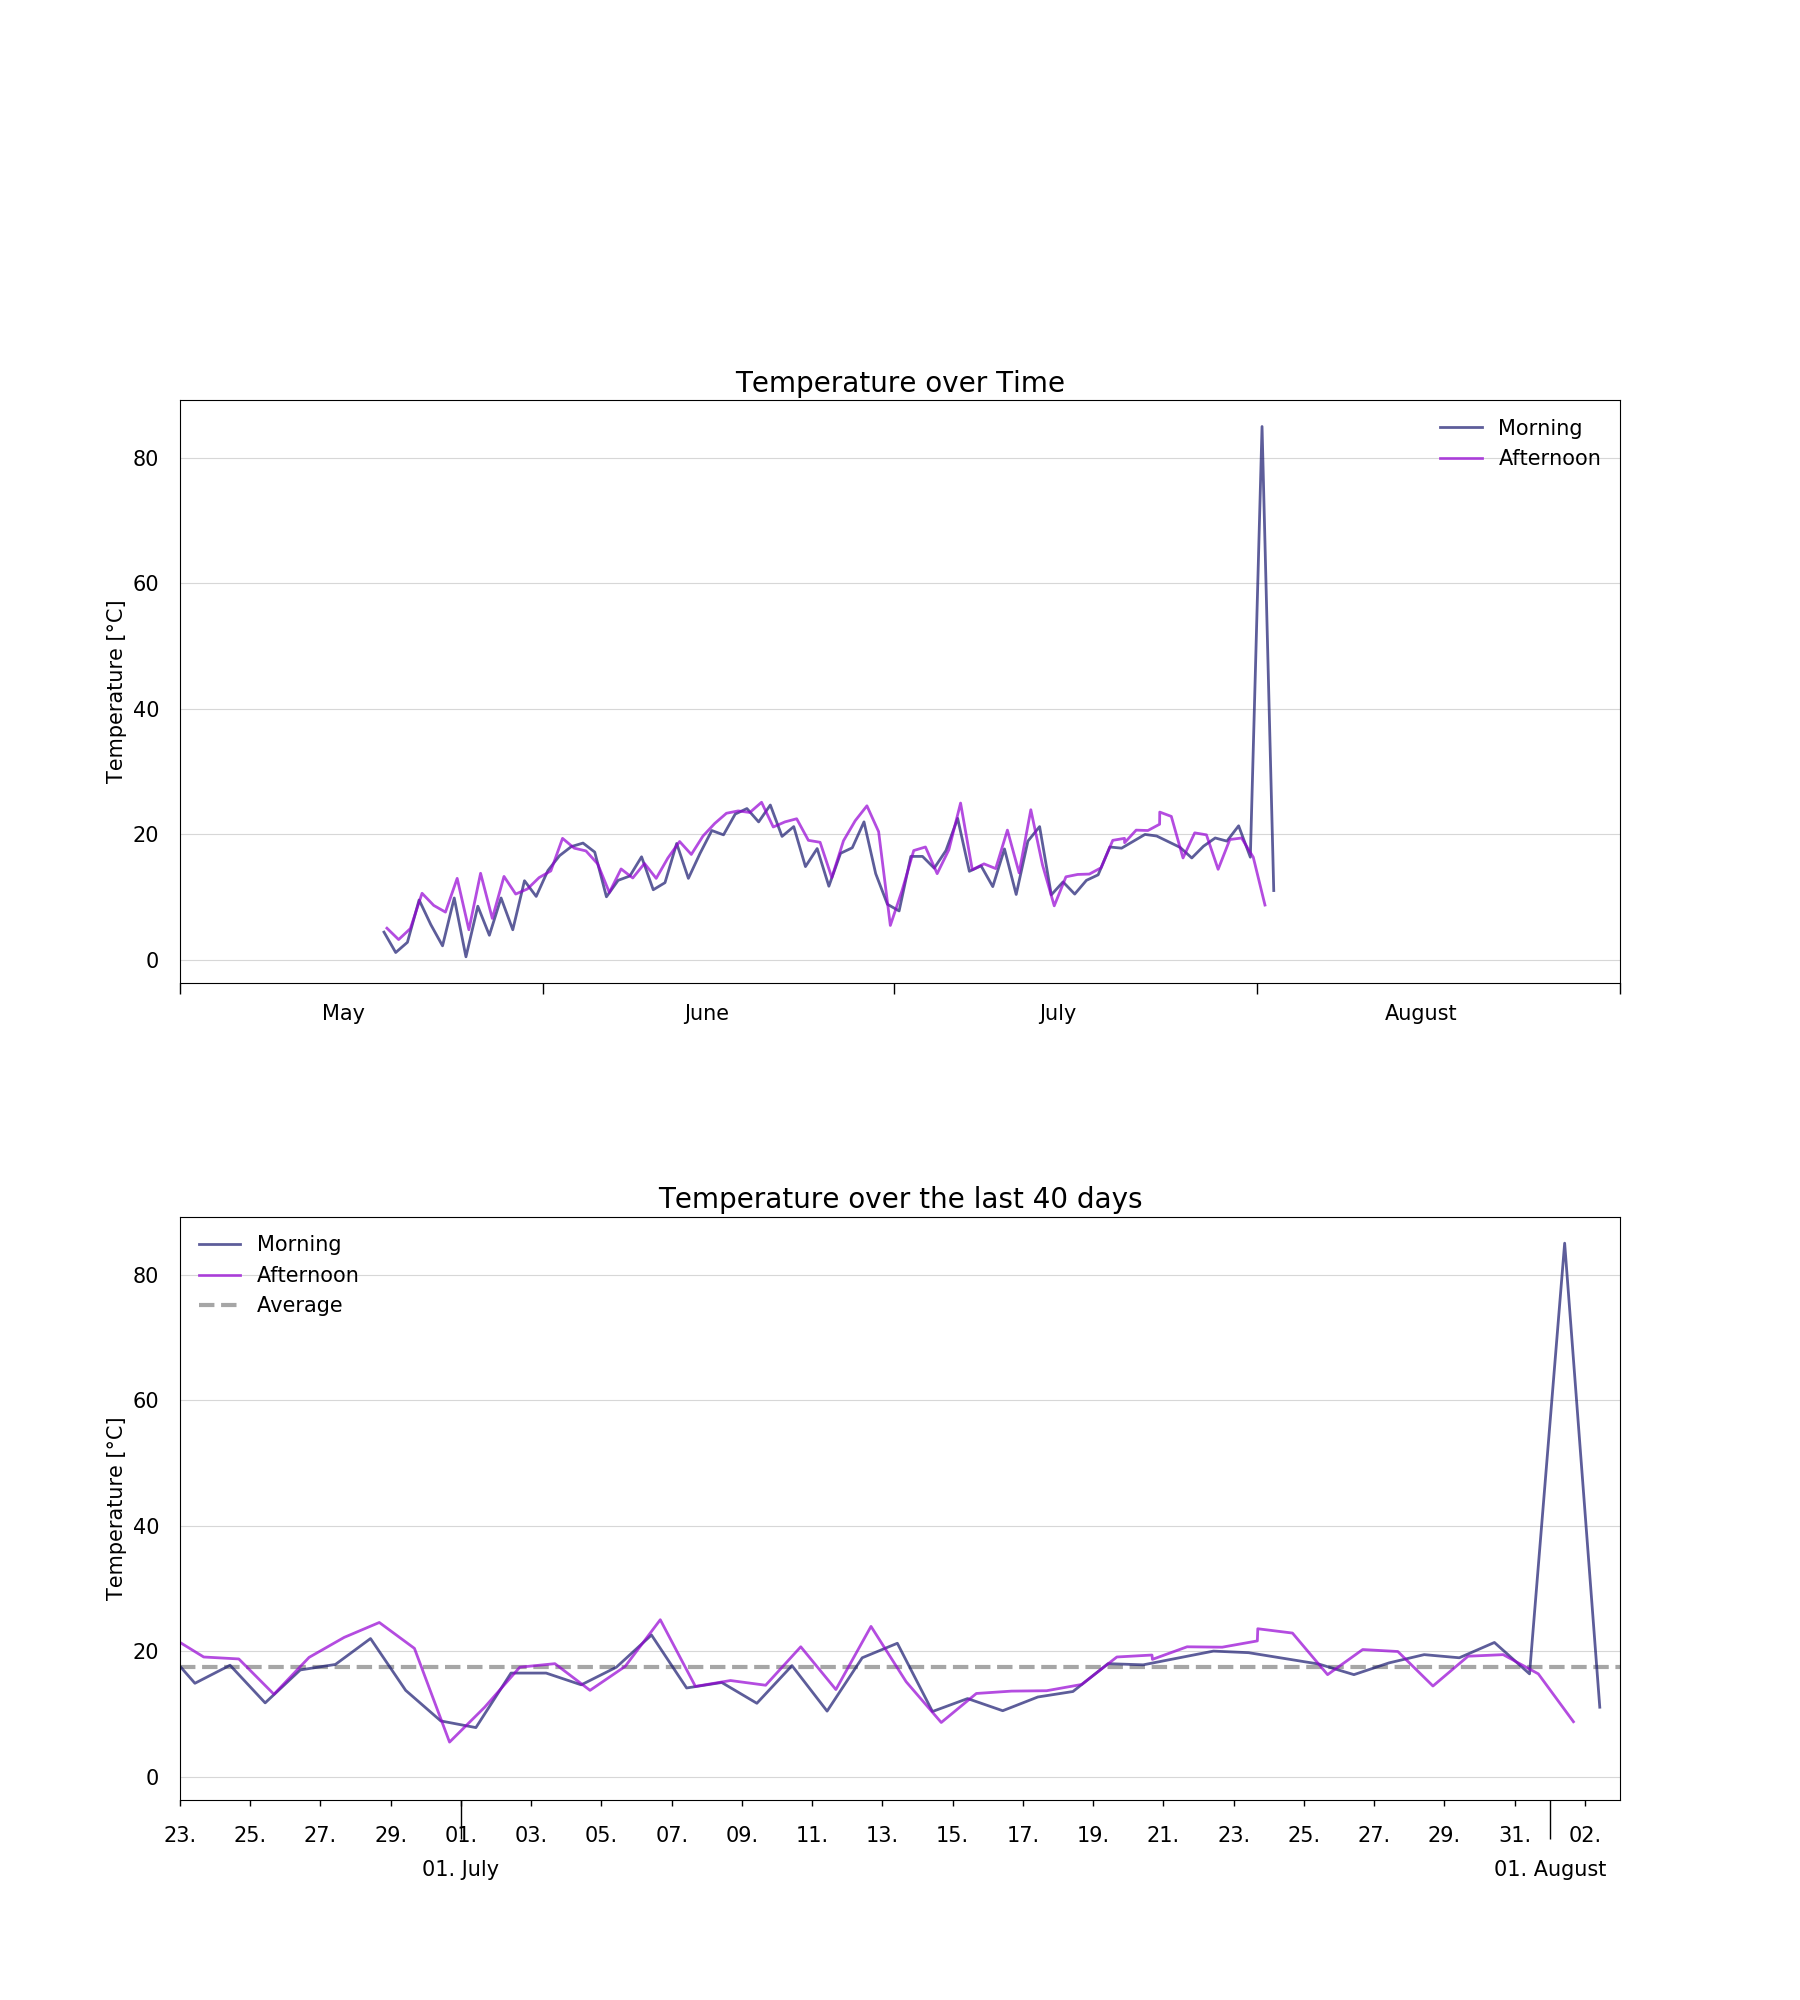 Temperature over Time
Morning
Afternoon
80
60
40
20
0
Temperature [°C]
May June July August
Temperature over the last 40 days
Morning
Afternoon
Average
80
60
40
20
0
Temperature [°C]
23. 25. 27. 29. 01. 03. 05. 07. 09. 11. 13. 15. 17. 19. 21. 23. 25. 27. 29. 31. 02.
01. July 01. August